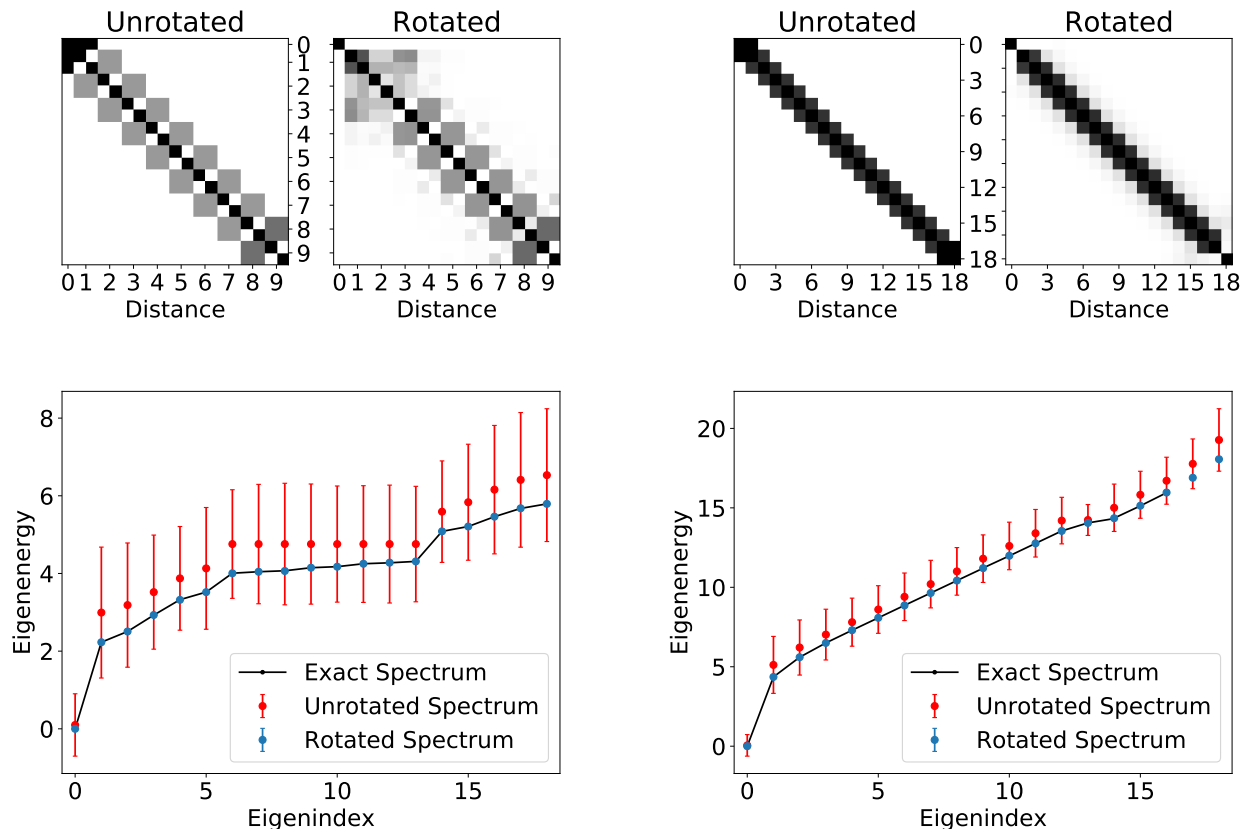 Unrotated
Rotated
Unrotated
Rotated
0
1
2
3
4
5
6
7
8
9
0 1 2 3 4 5 6 7 8 9
0 1 2 3 4 5 6 7 8 9
Distance
Distance
0
3
6
9
12
15
18
0 3 6 9 12 15 18
0 3 6 9 12 15 18
Distance
Distance
Eigenenergy
8
6
4
2
0
Exact Spectrum
Unrotated Spectrum
Rotated Spectrum
0 5 10 15
Eigenindex
Eigenenergy
20
15
10
5
0
Exact Spectrum
Unrotated Spectrum
Rotated Spectrum
0 5 10 15
Eigenindex